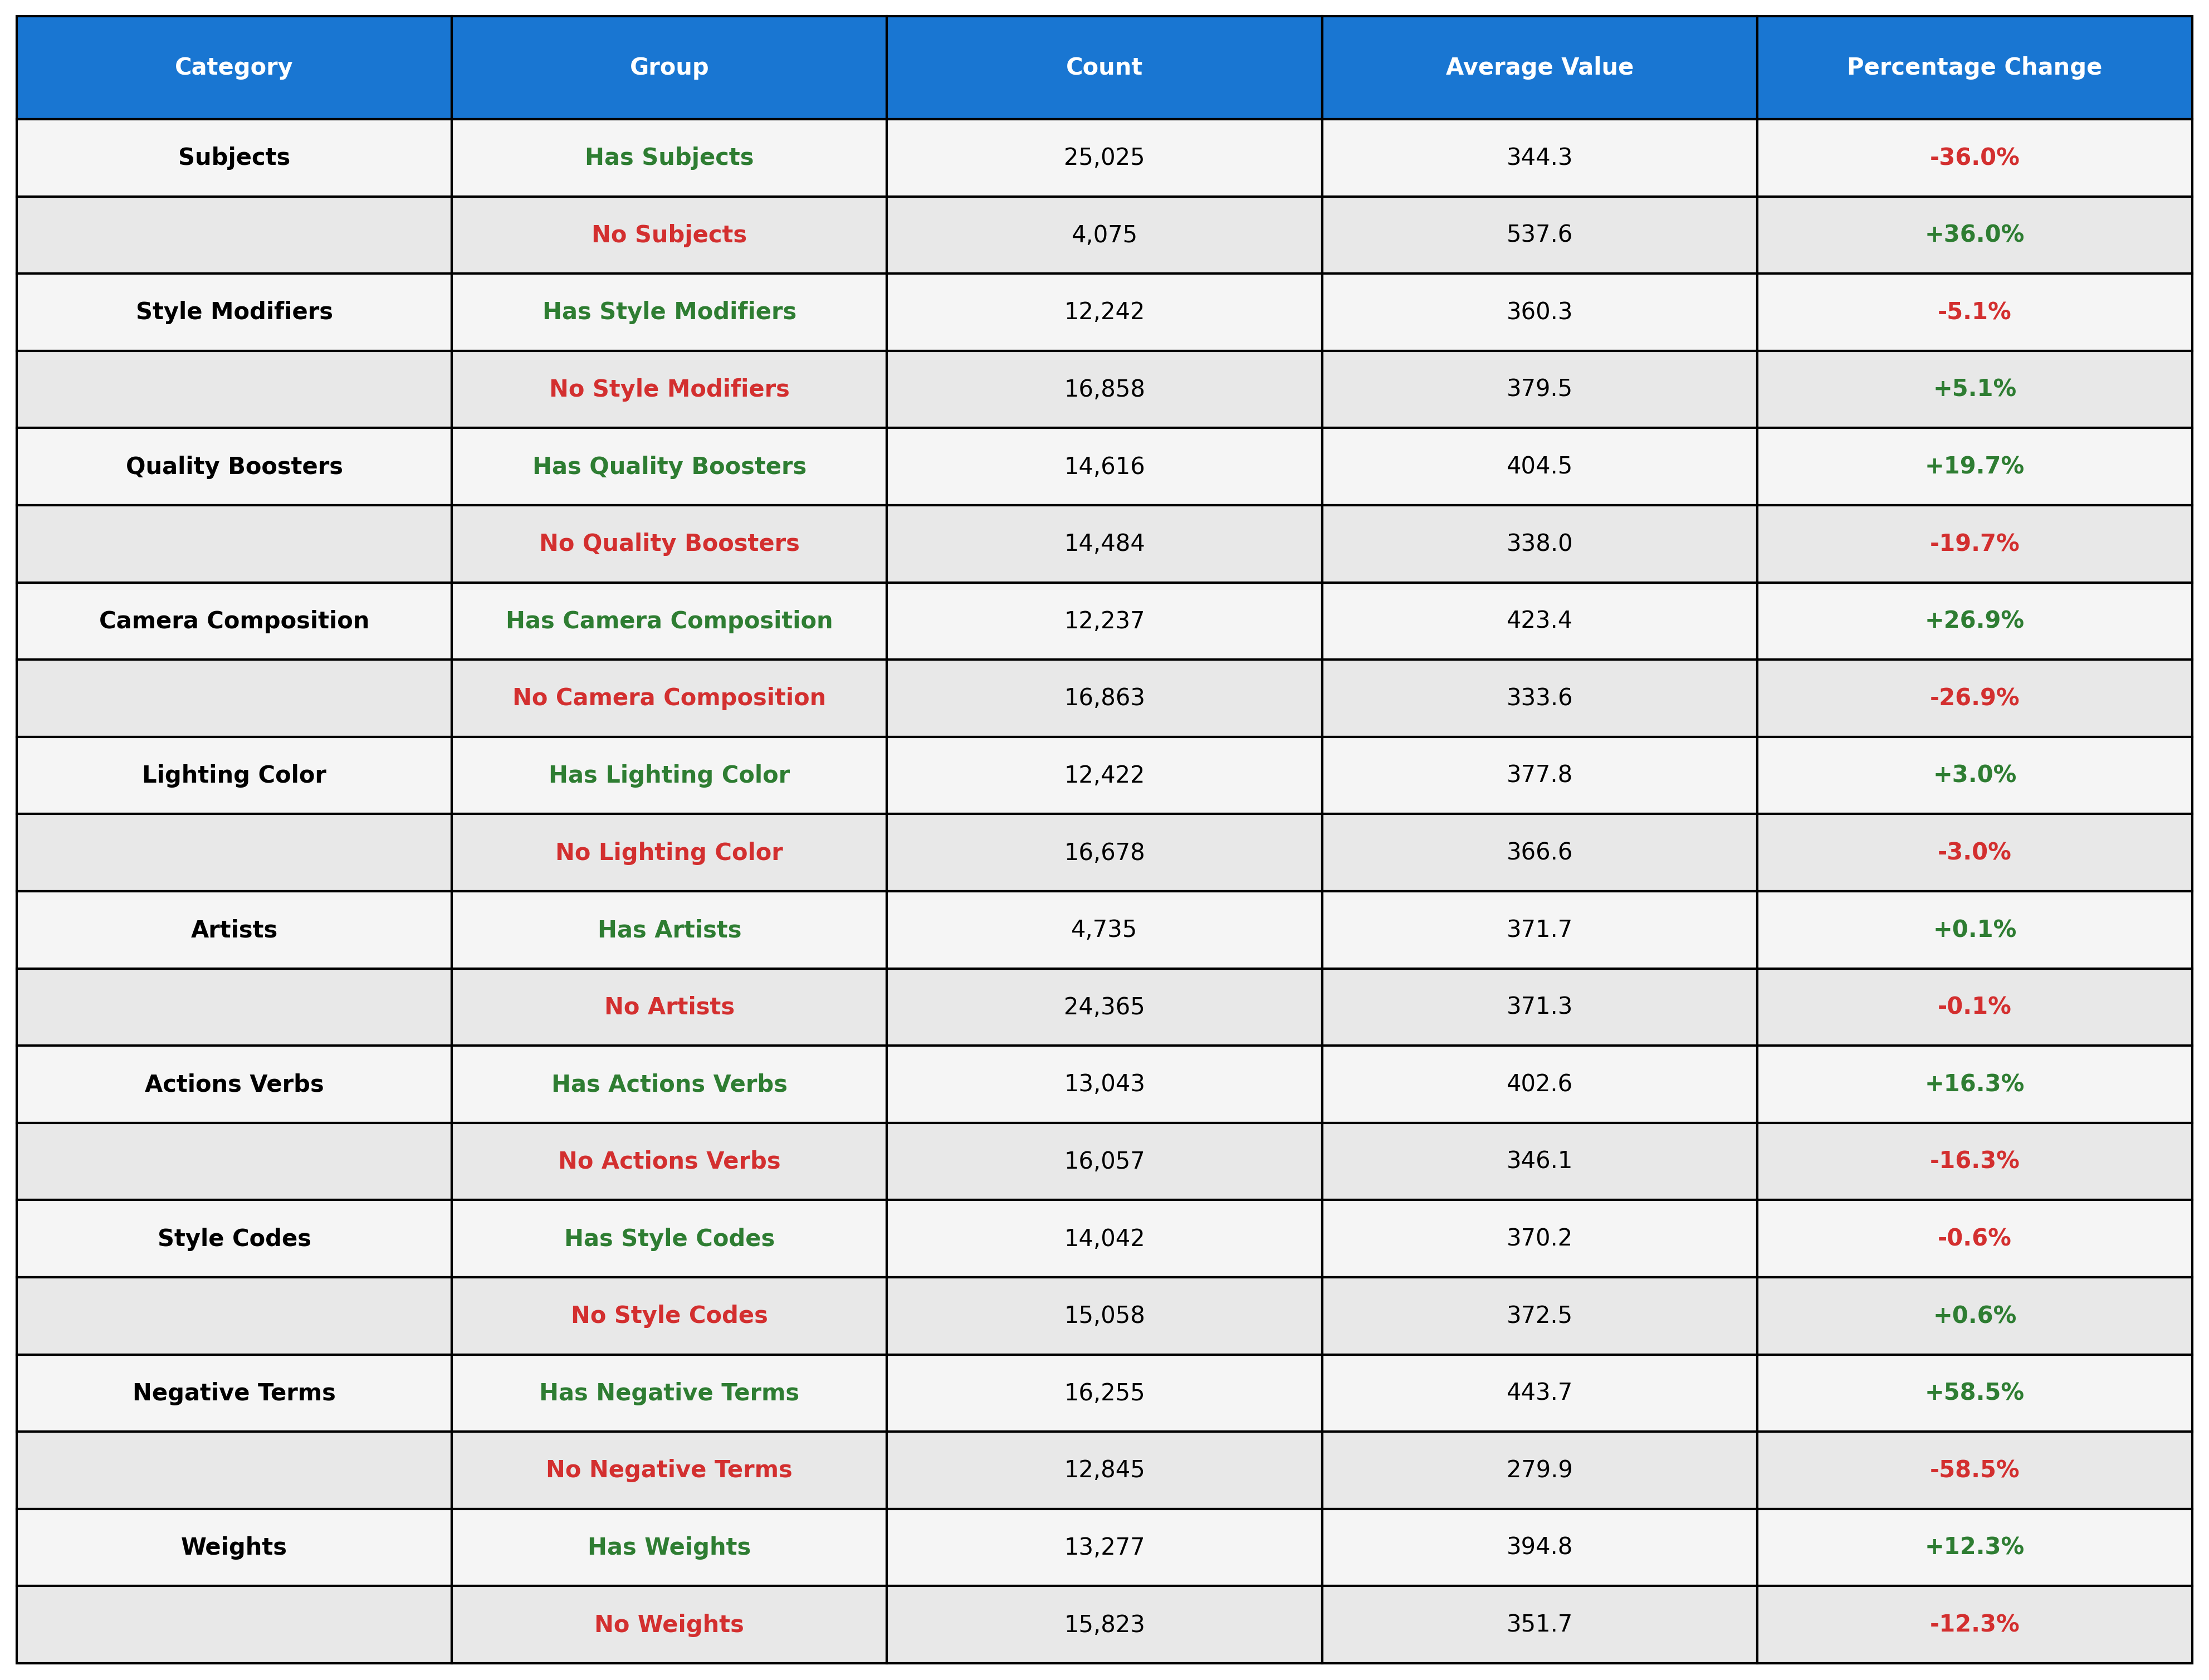 Category Group Count Average Value Percentage Change
Subjects Has Subjects 25,025 344.3 -36.0%
No Subjects 4,075 537.6 +36.0%
Style Modifiers Has Style Modifiers 12,242 360.3 -5.1%
No Style Modifiers 16,858 379.5 +5.1%
Quality Boosters Has Quality Boosters 14,616 404.5 +19.7%
No Quality Boosters 14,484 338.0 -19.7%
Camera Composition Has Camera Composition 12,237 423.4 +26.9%
No Camera Composition 16,863 333.6 -26.9%
Lighting Color Has Lighting Color 12,422 377.8 +3.0%
No Lighting Color 16,678 366.6 -3.0%
Artists Has Artists 4,735 371.7 +0.1%
No Artists 24,365 371.3 -0.1%
Actions Verbs Has Actions Verbs 13,043 402.6 +16.3%
No Actions Verbs 16,057 346.1 -16.3%
Style Codes Has Style Codes 14,042 370.2 -0.6%
No Style Codes 15,058 372.5 +0.6%
Negative Terms Has Negative Terms 16,255 443.7 +58.5%
No Negative Terms 12,845 279.9 -58.5%
Weights Has Weights 13,277 394.8 +12.3%
No Weights 15,823 351.7 -12.3%